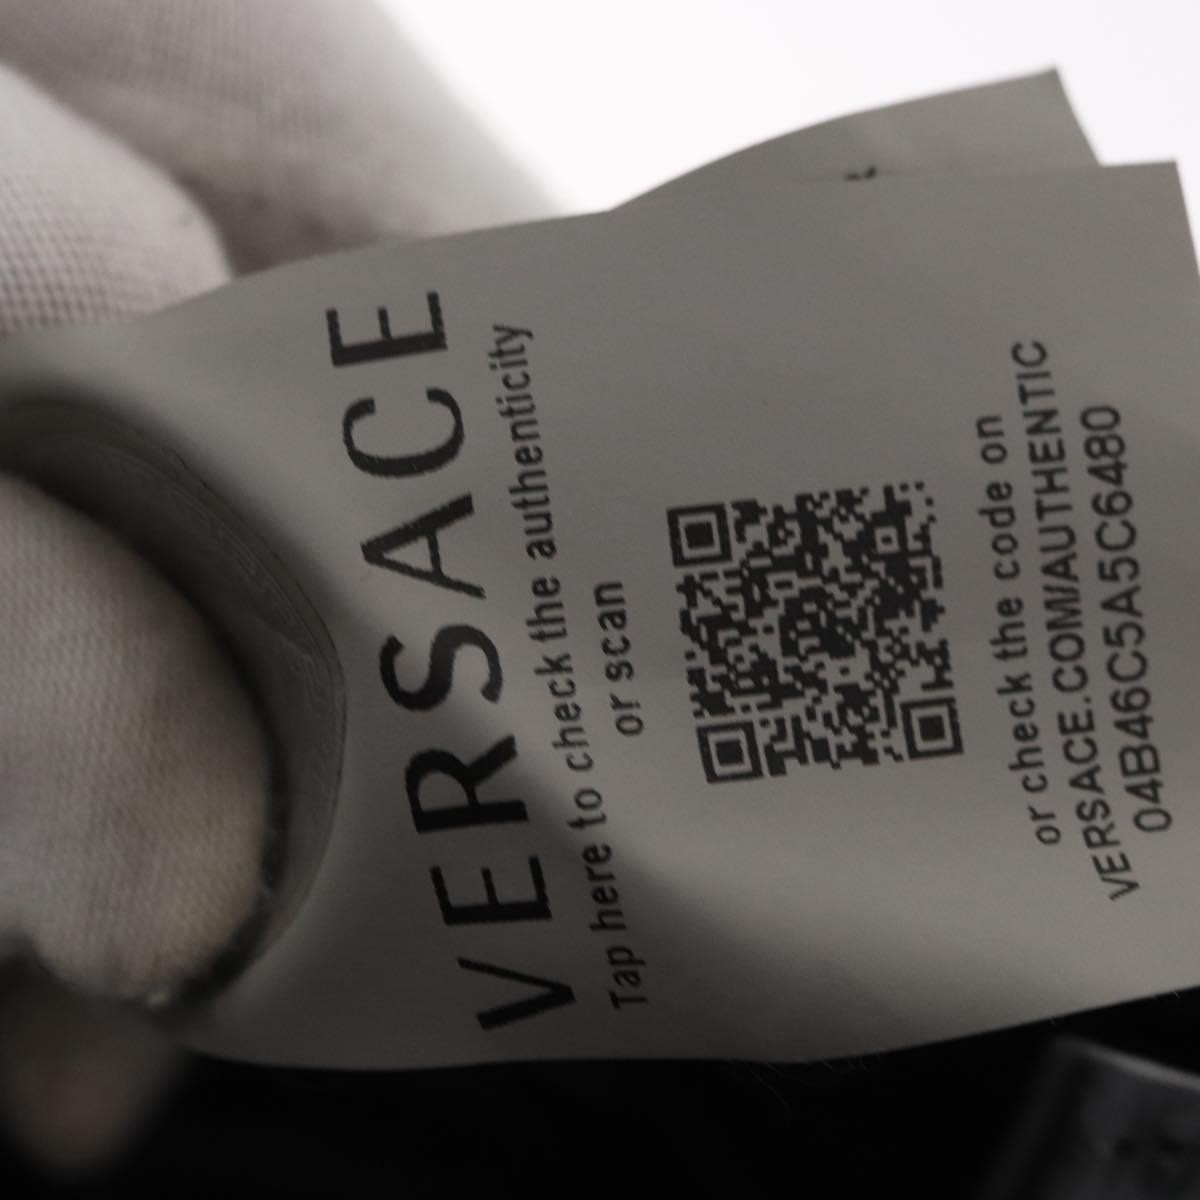 VERSACE
Tap here to check the authenticity
or scan
or check the code on
VERSACE.COM/AUTHENTIC
04B46C5A5C6480